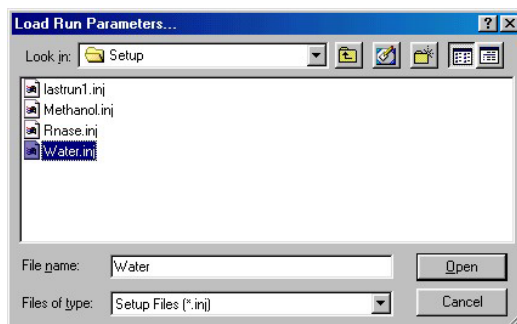 Load Run Parameters...
Look in: Setup
lastrun1.inj
Methanol.inj
Rnase.inj
Water.inj
File name: Water Open
Files of type: Setup Files (*.inj) Cancel